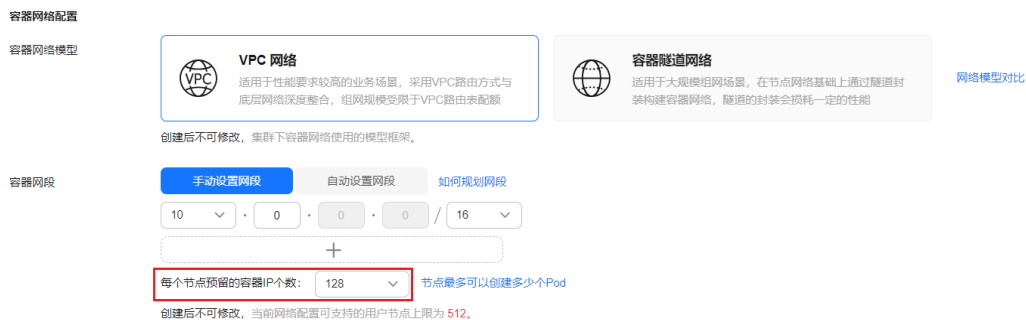 容器网络配置
容器网络模型
VPC
VPC 网络
适用于性能要求较高的业务场景，采用VPC路由方式与
底层网络深度整合，组网规模受限于VPC路由表配额
容器隧道网络
适用于大规模组网场景，在节点网络基础上通过隧道封
装构建容器网络，隧道的封装会损耗一定的性能
网络模型对比
创建后不可修改，集群下容器网络使用的模型框架。
容器网段
手动设置网段 自动设置网段 如何规划网段
10 · 0 · 0 · 0 / 16
+
每个节点预留的容器IP个数： 128 节点最多可以创建多少个Pod
创建后不可修改，当前网络配置可支持的用户节点上限为 512。